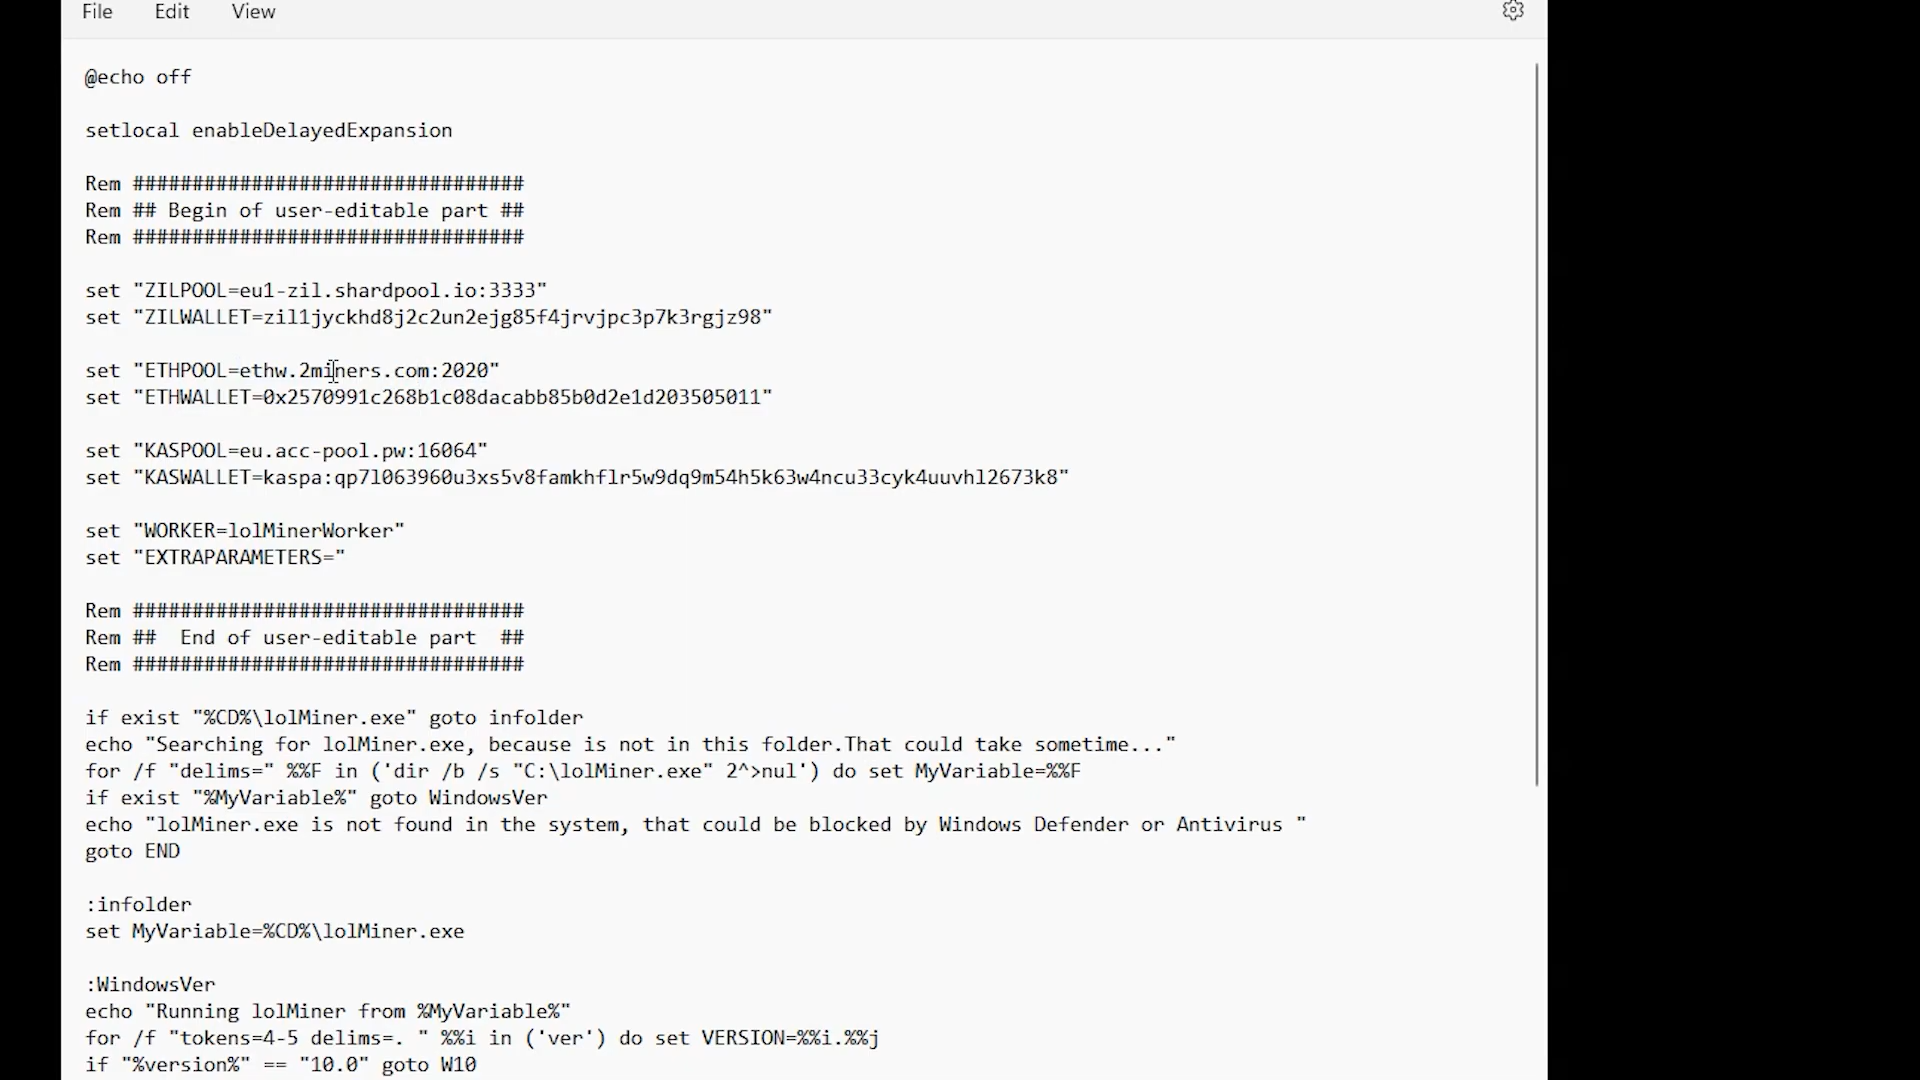 File Edit View
@echo off
setlocal enableDelayedExpansion
Rem #################################
Rem ## Begin of user-editable part ##
Rem #################################
set "ZILPOOL=eu1-zil.shardpool.io:3333"
set "ZILWALLET=zil1jyckhd8j2c2un2ejg85f4jrvjpc3p7k3rgjz98"
set "ETHPOOL=ethw.2miners.com:2020"
set "ETHWALLET=0x2570991c268b1c08dacabb85b0d2e1d203505011"
set "KASPOOL=eu.acc-pool.pw:16064"
set "KASWALLET=kaspa:qp7l063960u3xs5v8famkhflr5w9dq9m54h5k63w4ncu33cyk4uuvhl2673k8"
set "WORKER=lolMinerWorker"
set "EXTRAPARAMETERS="
Rem #################################
Rem ##  End of user-editable part  ##
Rem #################################
if exist "%CD%\lolMiner.exe" goto infolder
echo "Searching for lolMiner.exe, because is not in this folder.That could take sometime..."
for /f "delims=" %%F in ('dir /b /s "C:\lolMiner.exe" 2^>nul') do set MyVariable=%%F
if exist "%MyVariable%" goto WindowsVer
echo "lolMiner.exe is not found in the system, that could be blocked by Windows Defender or Antivirus "
goto END
:infolder
set MyVariable=%CD%\lolMiner.exe
:WindowsVer
echo "Running lolMiner from %MyVariable%"
for /f "tokens=4-5 delims=. " %%i in ('ver') do set VERSION=%%i.%%j
if "%version%" == "10.0" goto W10